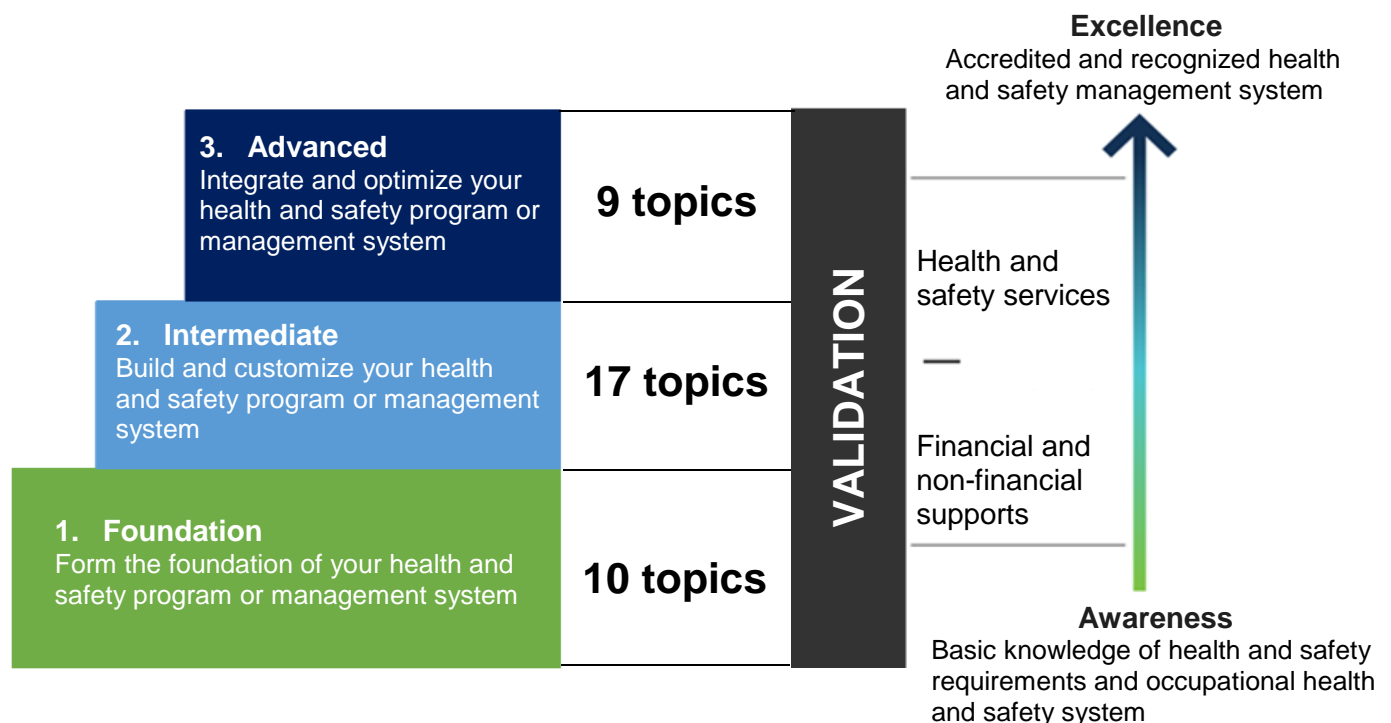 Excellence
Accredited and recognized health
and safety management system
3. Advanced
Integrate and optimize your
health and safety program or
management system
9 topics
2. Intermediate
Build and customize your health
and safety program or management
system
17 topics
1. Foundation
Form the foundation of your health and
safety program or management system
10 topics
VALIDATION
Health and
safety services
Financial and
non-financial
supports
Awareness
Basic knowledge of health and safety
requirements and occupational health
and safety system